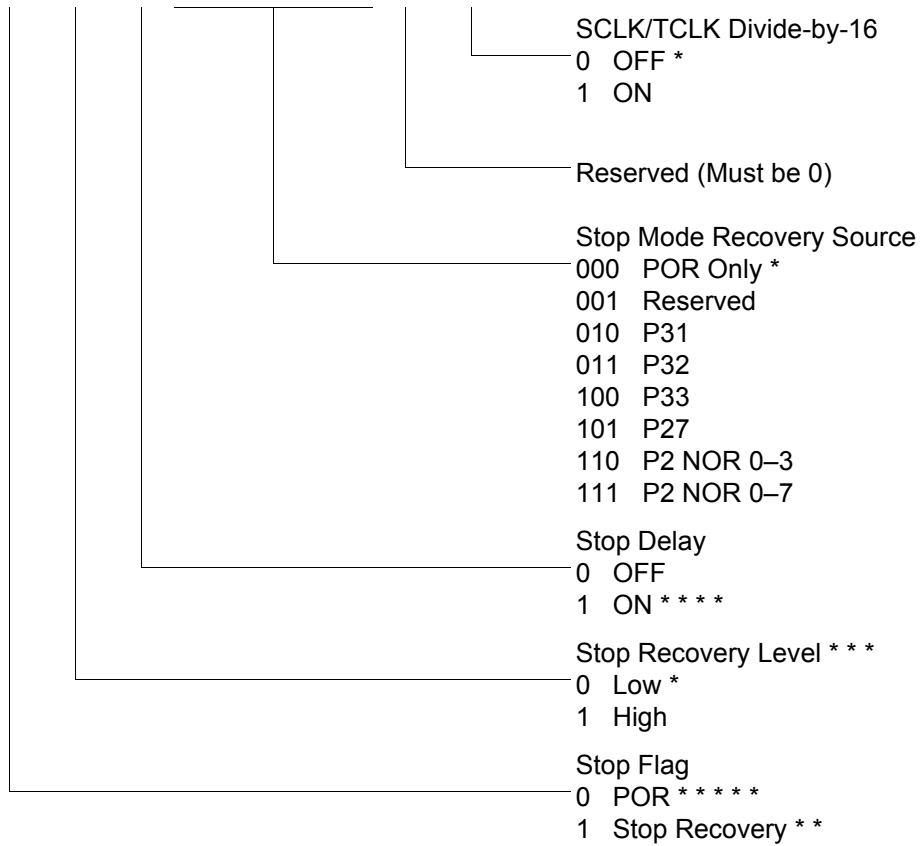 SCLK/TCLK Divide-by-16
0 OFF *
1 ON
Reserved (Must be 0)
Stop Mode Recovery Source
000 POR Only *
001 Reserved
010 P31
011 P32
100 P33
101 P27
110 P2 NOR 0–3
111 P2 NOR 0–7
Stop Delay
0 OFF
1 ON * * * *
Stop Recovery Level * * *
0 Low *
1 High
Stop Flag
0 POR * * * * *
1 Stop Recovery * *